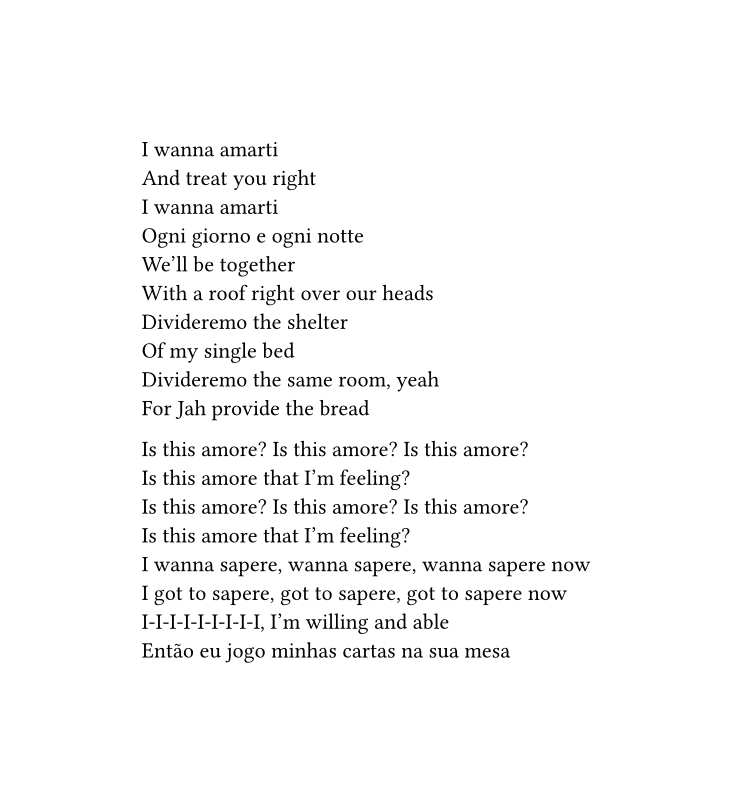 I wanna amarti
And treat you right
I wanna amarti
Ogni giorno e ogni notte
We’ll be together
With a roof right over our heads
Divideremo the shelter
Of my single bed
Divideremo the same room, yeah
For Jah provide the bread
Is this amore? Is this amore? Is this amore?
Is this amore that I’m feeling?
Is this amore? Is this amore? Is this amore?
Is this amore that I’m feeling?
I wanna sapere, wanna sapere, wanna sapere now
I got to sapere, got to sapere, got to sapere now
I-I-I-I-I-I-I-I-I, I’m willing and able
Então eu jogo minhas cartas na sua mesa